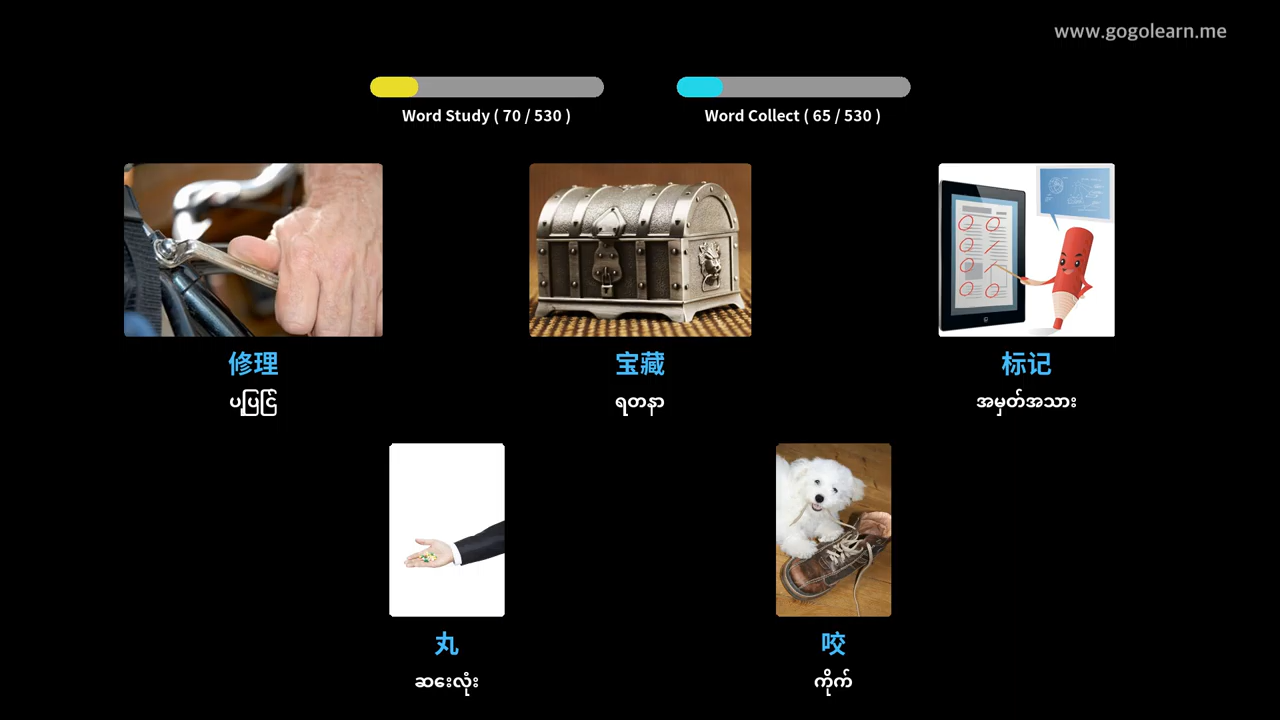 www.gogolearn.me
Word Study ( 70 / 530 )
Word Collect ( 65 / 530 )
修理
ပြုပြင်
宝藏
ရတနာ
标记
အမှတ်အသား
丸
ဆေးလုံး
咬
ကိုက်